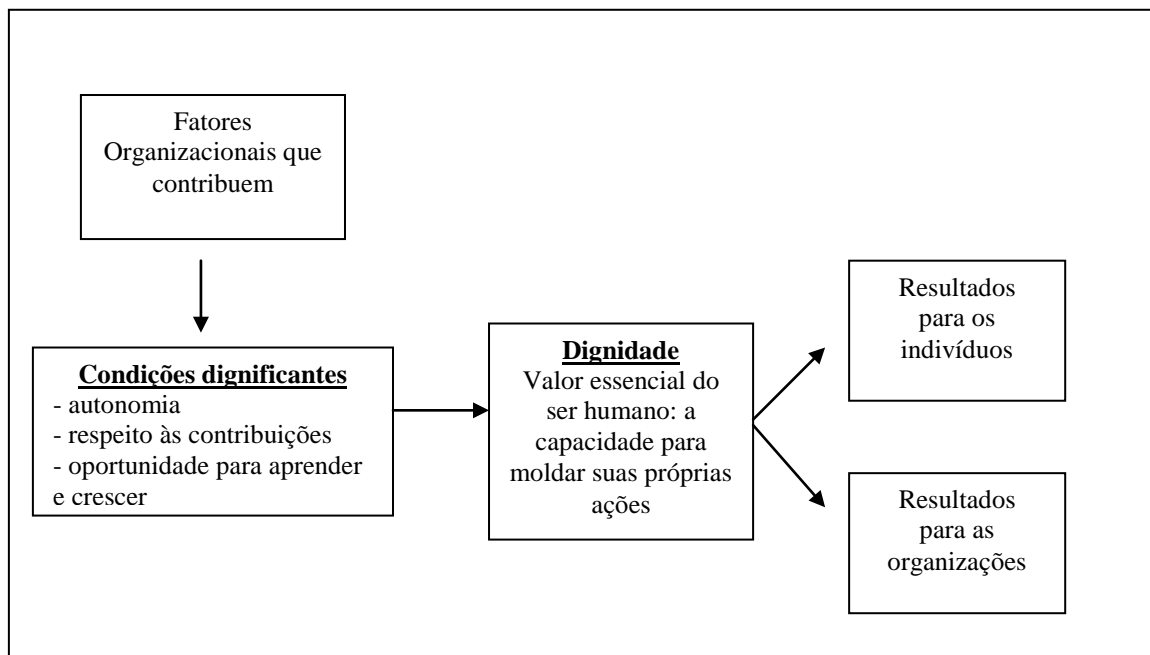 Fatores
Organizacionais que
contribuem
Condições dignificantes
- autonomia
- respeito às contribuições
- oportunidade para aprender
e crescer
Dignidade
Valor essencial do
ser humano: a
capacidade para
moldar suas próprias
ações
Resultados
para os
indivíduos
Resultados
para as
organizações